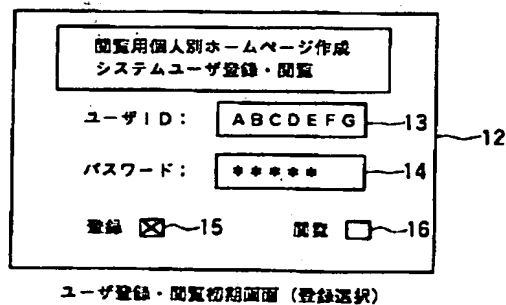 閲覧用個人別ホームページ作成
システムユーザ登録・閲覧
ユーザID: ABCDEFG 13
12
パスワード: ***** 14
登録 15 閲覧 16
ユーザ登録・閲覧初期画面(登録選択)